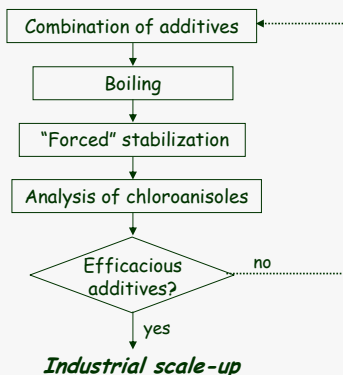 Combination of additives
Boiling
“Forced” stabilization
Analysis of chloroanisoles
Efficacious
additives?
no
yes
Industrial scale-up